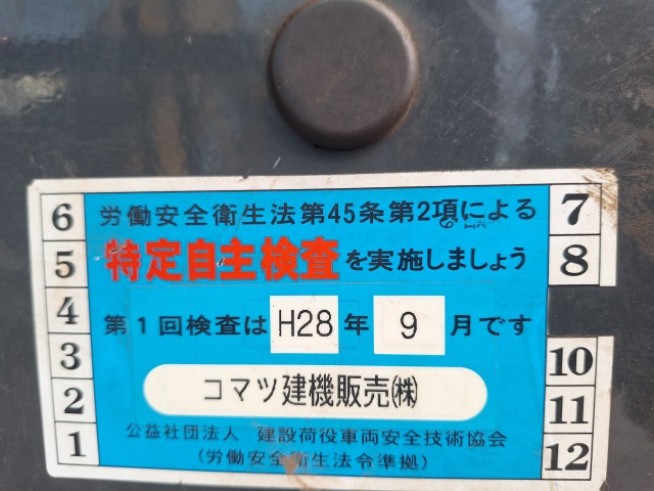 労働安全衛生法第45条第2項による
特定自主検査を実施しましょう
第1回検査はH28年9月です
コマツ建機販売㈱
公益社団法人 建設荷役車両安全技術協会
(労働安全衛生法令準拠)
6
5
4
3
2
1
7
8
10
11
12